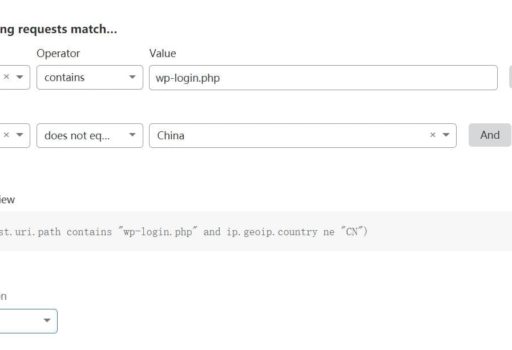 ng requests match...
Operator
Value
contains
wp-login.php
does not eq...
China
And
iew
st.uri.path contains "wp-login.php" and ip.geoip.country ne "CN")
n